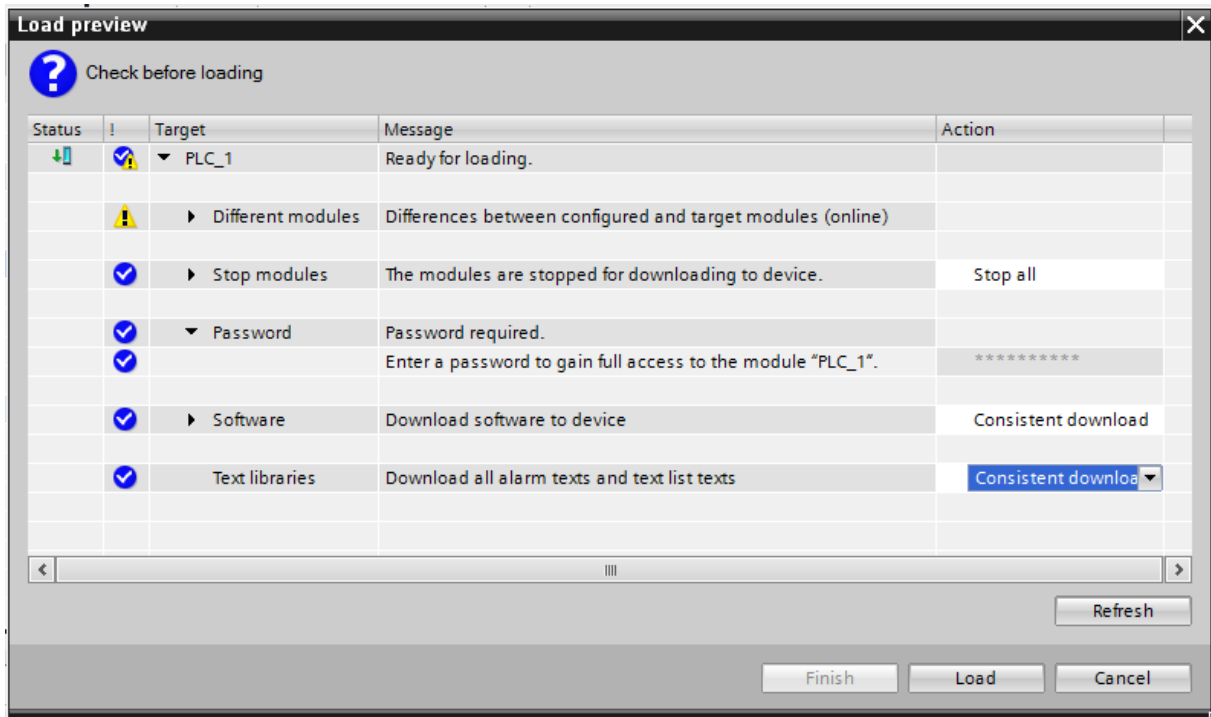 Load preview
Check before loading
Status ! Target Message Action
PLC_1 Ready for loading.
Different modules Differences between configured and target modules (online)
Stop modules The modules are stopped for downloading to device. Stop all
Password Password required.
Enter a password to gain full access to the module “PLC_1”. **********
Software Download software to device Consistent download
Text libraries Download all alarm texts and text list texts Consistent downloa
Refresh
Finish Load Cancel